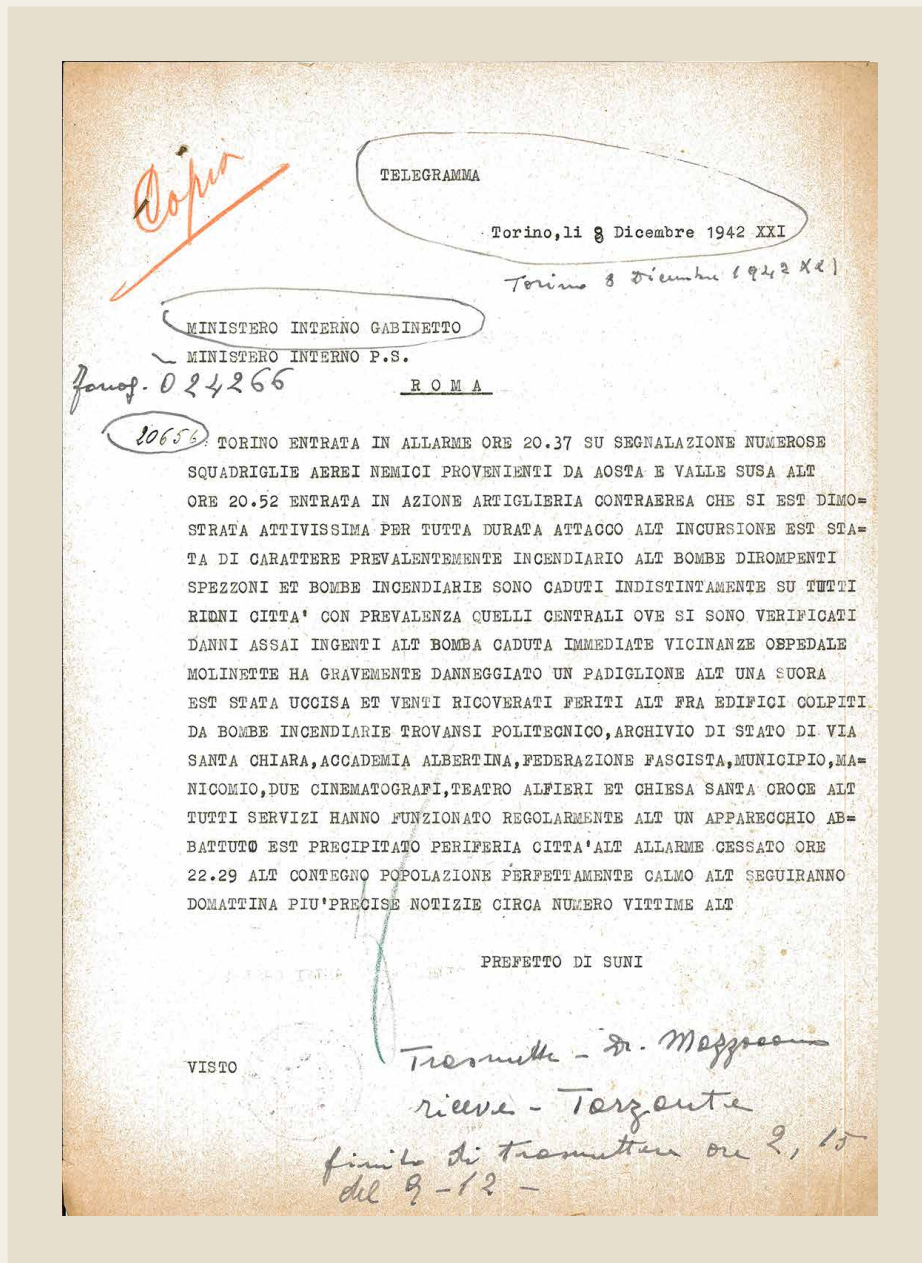 Copia
TELEGRAMMA
Torino,li 8 Dicembre 1942 XXI
Torino 8 Dicembre 1942 XXI
MINISTERO INTERNO GABINETTO
MINISTERO INTERNO P.S.
fonog. 024266
R O M A
20656 TORINO ENTRATA IN ALLARME ORE 20.37 SU SEGNALAZIONE NUMEROSE
SQUADRIGLIE AEREI NEMICI PROVENIENTI DA AOSTA E VALLE SUSA ALT
ORE 20.52 ENTRATA IN AZIONE ARTIGLIERIA CONTRAEREA CHE SI EST DIMO=
STRATA ATTIVISSIMA PER TUTTA DURATA ATTACCO ALT INCURSIONE EST STA=
TA DI CARATTERE PREVALENTEMENTE INCENDIARIO ALT BOMBE DIROMPENTI
SPEZZONI ET BOMBE INCENDIARIE SONO CADUTI INDISTINTAMENTE SU TUTTI
RIONI CITTA' CON PREVALENZA QUELLI CENTRALI OVE SI SONO VERIFICATI
DANNI ASSAI INGENTI ALT BOMBA CADUTA IMMEDIATE VICINANZE OSPEDALE
MOLINETTE HA GRAVEMENTE DANNEGGIATO UN PADIGLIONE ALT UNA SUORA
EST STATA UCCISA ET VENTI RICOVERATI FERITI ALT FRA EDIFICI COLPITI
DA BOMBE INCENDIARIE TROVANSI POLITECNICO,ARCHIVIO DI STATO DI VIA
SANTA CHIARA,ACCADEMIA ALBERTINA,FEDERAZIONE FASCISTA,MUNICIPIO,MA=
NICOMIO,DUE CINEMATOGRAFI,TEATRO ALFIERI ET CHIESA SANTA CROCE ALT
TUTTI SERVIZI HANNO FUNZIONATO REGOLARMENTE ALT UN APPARECCHIO AB=
BATTUTO EST PRECIPITATO PERIFERIA CITTA'ALT ALLARME CESSATO ORE
22.29 ALT CONTEGNO POPOLAZIONE PERFETTAMENTE CALMO ALT SEGUIRANNO
DOMATTINA PIU'PRECISE NOTIZIE CIRCA NUMERO VITTIME ALT
PREFETTO DI SUNI
VISTO
Trasmette - Dr.
riceve - Torzante
finito di trasmettere ore 2,15
del 9-12-